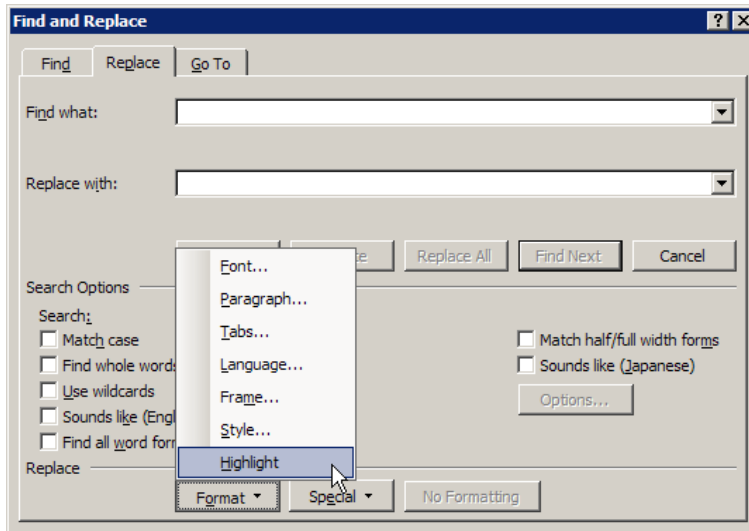 Find and Replace
Find Replace Go To
Find what:
Replace with:
Replace All Find Next Cancel
Font...
Paragraph...
Tabs...
Language...
Frame...
Style...
Highlight
Search Options
Search:
Match case
Find whole words
Use wildcards
Sounds like (Engl
Find all word form
Match half/full width forms
Sounds like (Japanese)
Options...
Replace
Format Special No Formatting